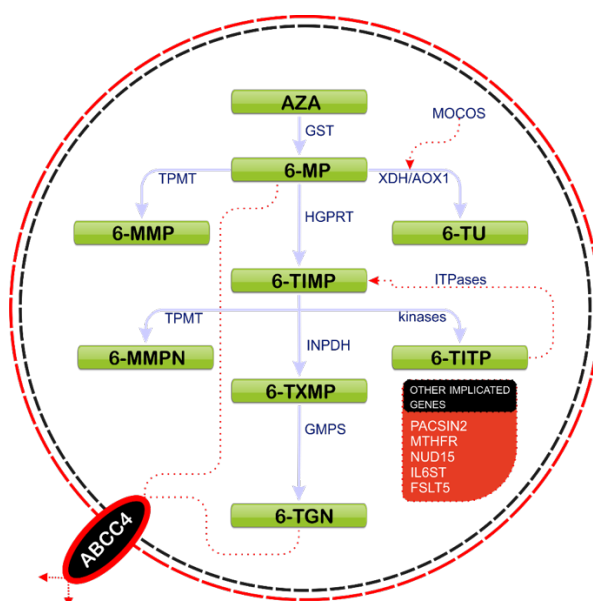 AZA
GST
MOCOS
6-MP
TPMT
XDH/AOX1
HGPRT
6-MMP
6-TU
6-TIMP
ITPases
TPMT
kinases
INPDH
6-MMPN
6-TITP
6-TXMP
OTHER IMPLICATED
GENES
PACSIN2
MTHFR
NUD15
IL6ST
FSLT5
GMPS
6-TGN
ABCC4